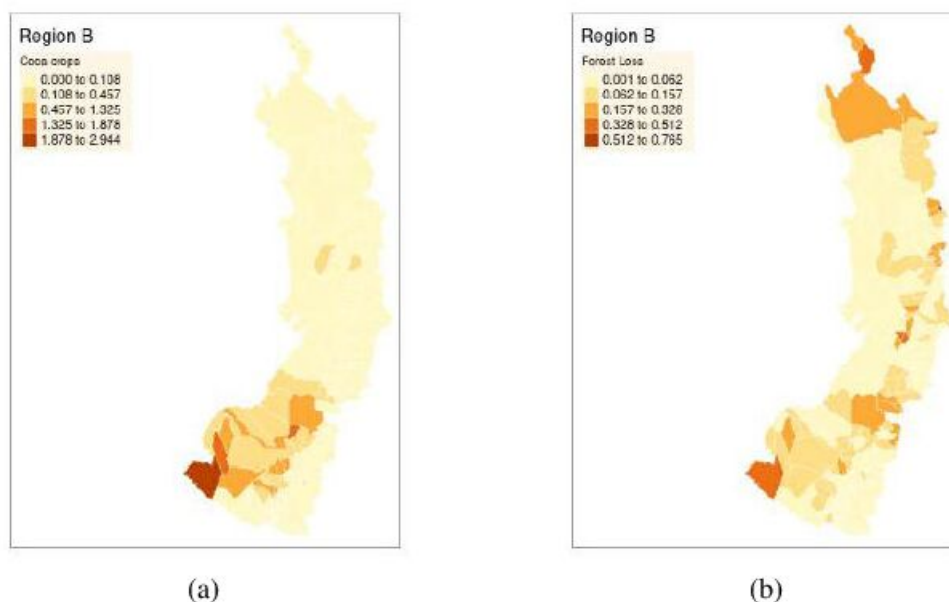 Region B
Coca crops
0.000 to 0.108
0.108 to 0.457
0.457 to 1.325
1.325 to 1.878
1.878 to 2.944
(a)
Region B
Forest Loss
0.001 to 0.062
0.062 to 0.157
0.157 to 0.328
0.328 to 0.512
0.512 to 0.765
(b)